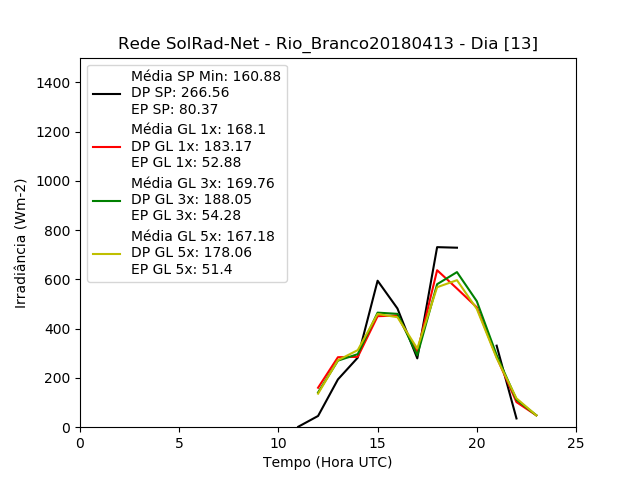 Rede SolRad-Net - Rio_Branco20180413 - Dia [13]
Média SP Min: 160.88
DP SP: 266.56
EP SP: 80.37
Média GL 1x: 168.1
DP GL 1x: 183.17
EP GL 1x: 52.88
Média GL 3x: 169.76
DP GL 3x: 188.05
EP GL 3x: 54.28
Média GL 5x: 167.18
DP GL 5x: 178.06
EP GL 5x: 51.4
Irradiância (Wm-2)
1400
1200
1000
800
600
400
200
0
0 5 10 15 20 25
Tempo (Hora UTC)